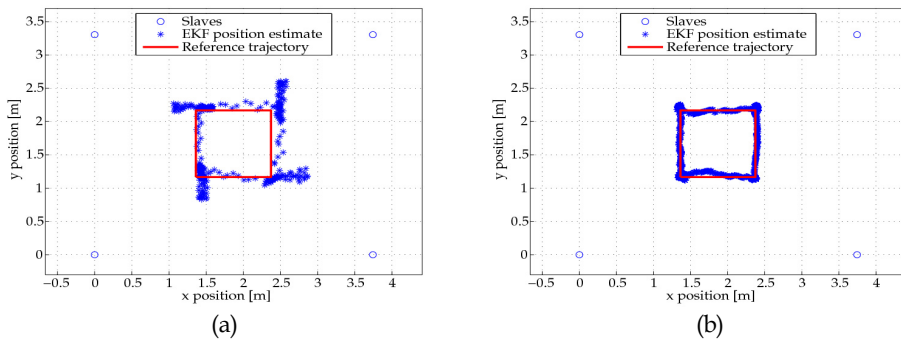 Slaves
EKF position estimate
Reference trajectory
3.5
3
2.5
2
1.5
1
0.5
0
y position [m]
−0.5 0 0.5 1 1.5 2 2.5 3 3.5 4
x position [m]
(a)
Slaves
EKF position estimate
Reference trajectory
3.5
3
2.5
2
1.5
1
0.5
0
y position [m]
−0.5 0 0.5 1 1.5 2 2.5 3 3.5 4
x position [m]
(b)